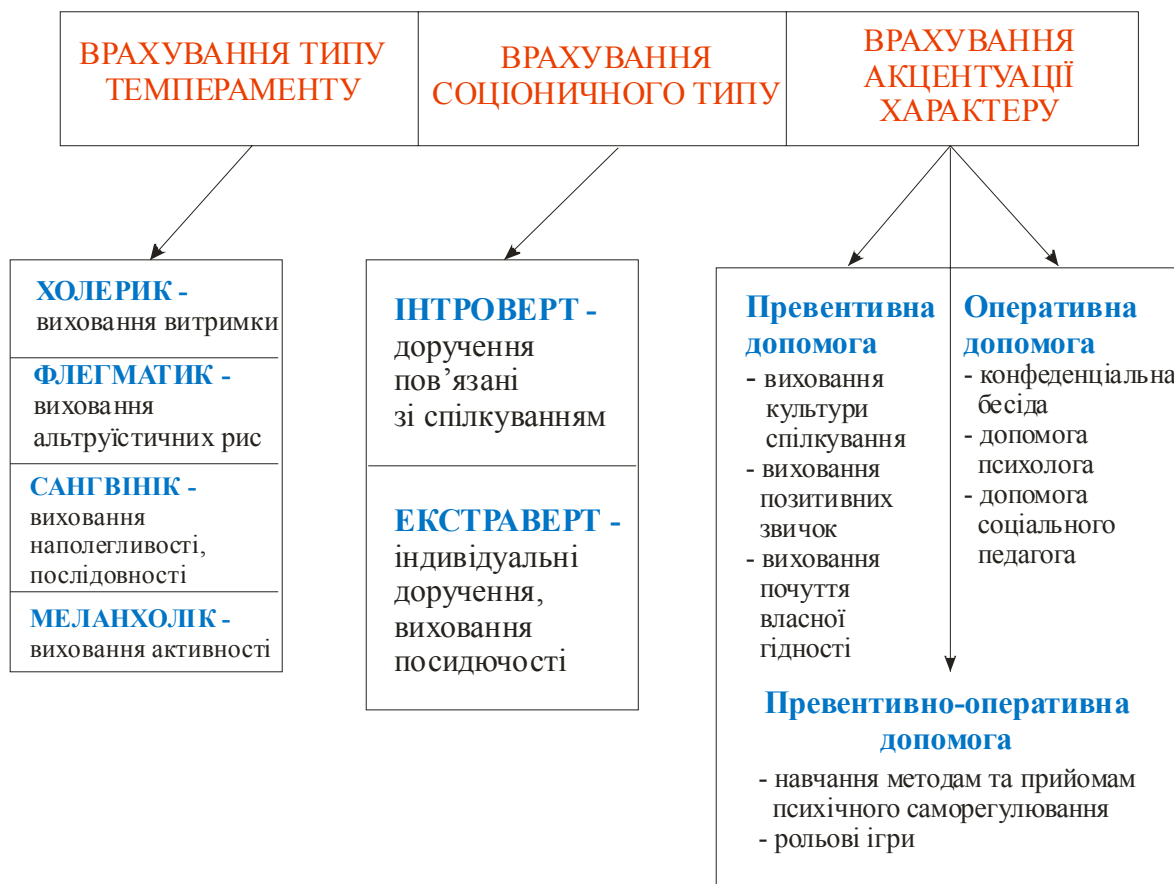 ВРАХУВАННЯ ТИПУ
ТЕМПЕРАМЕНТУ
ВРАХУВАННЯ
СОЦІОНИЧНОГО ТИПУ
ВРАХУВАННЯ
АКЦЕНТУАЦІЇ
ХАРАКТЕРУ
ХОЛЕРИК -
виховання витримки
ФЛЕГМАТИК -
виховання
альтруїстичних рис
САНГВІНІК -
виховання
наполегливості,
послідовності
МЕЛАНХОЛІК -
виховання активності
ІНТРОВЕРТ -
доручення
пов’язані
зі спілкуванням
ЕКСТРАВЕРТ -
індивідуальні
доручення,
виховання
посидючості
Превентивна
допомога
- виховання
культури
спілкування
- виховання
позитивних
звичок
- виховання
почуття
власної
гідності
Оперативна
допомога
- конфеденціальна
бесіда
- допомога
психолога
- допомога
соціального
педагога
Превентивно-оперативна
допомога
- навчання методам та прийомам
психічного саморегулювання
- рольові ігри